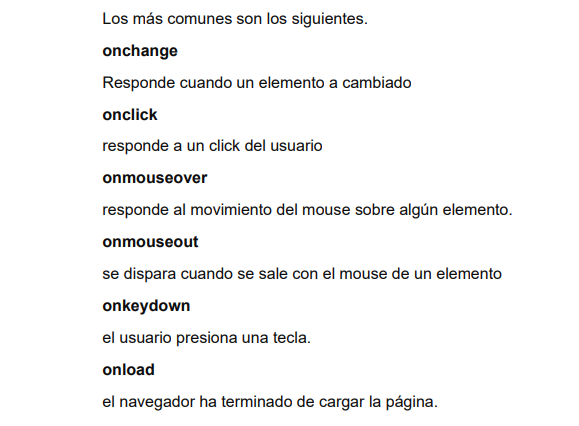 Los más comunes son los siguientes.
onchange
Responde cuando un elemento a cambiado
onclick
responde a un click del usuario
onmouseover
responde al movimiento del mouse sobre algún elemento.
onmouseout
se dispara cuando se sale con el mouse de un elemento
onkeydown
el usuario presiona una tecla.
onload
el navegador ha terminado de cargar la página.